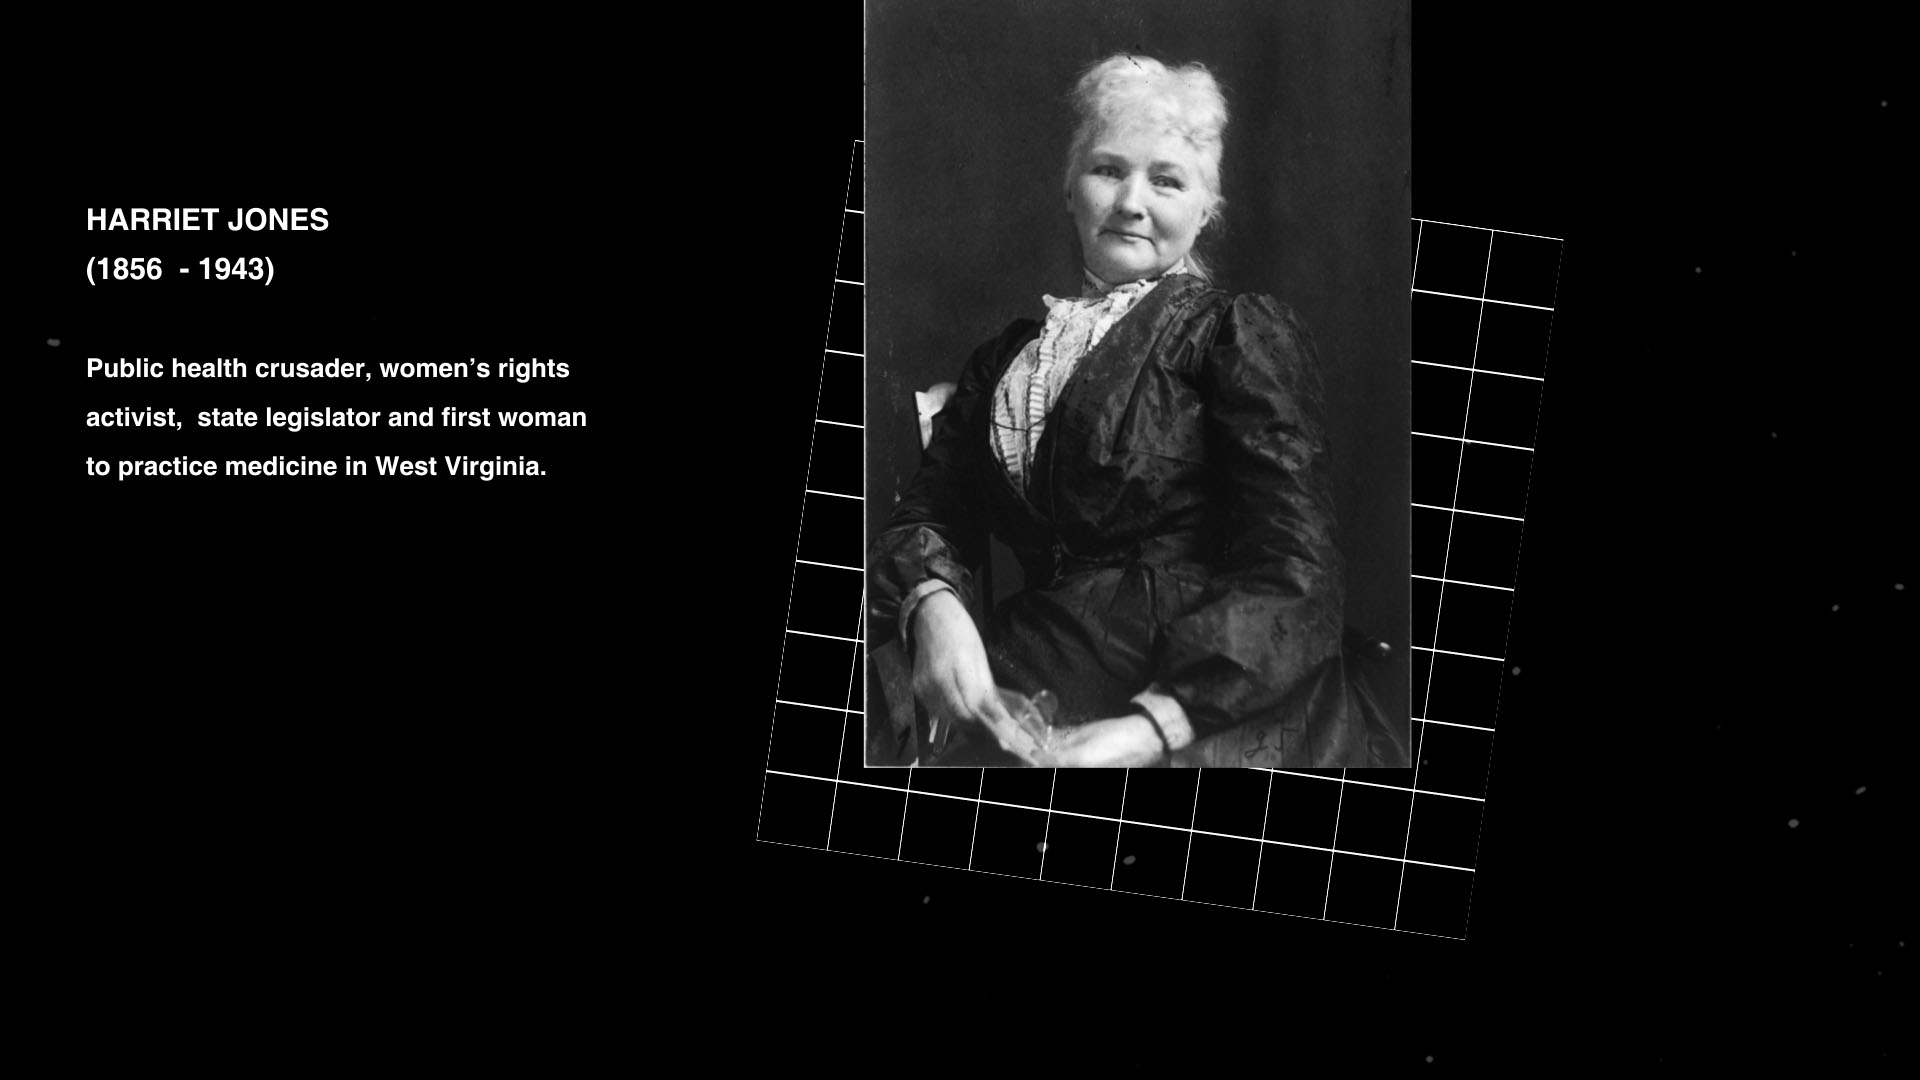 HARRIET JONES
(1856  - 1943)
Public health crusader, women’s rights
activist,  state legislator and first woman
to practice medicine in West Virginia.